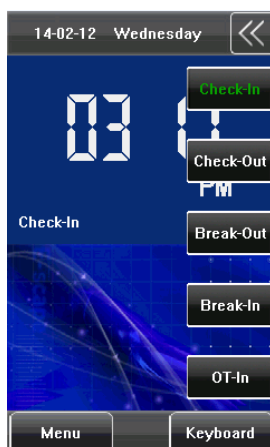 14-02-12 Wednesday
Check-In
03
Check-Out
PM
Check-In
Break-Out
Break-In
OT-In
Menu
Keyboard